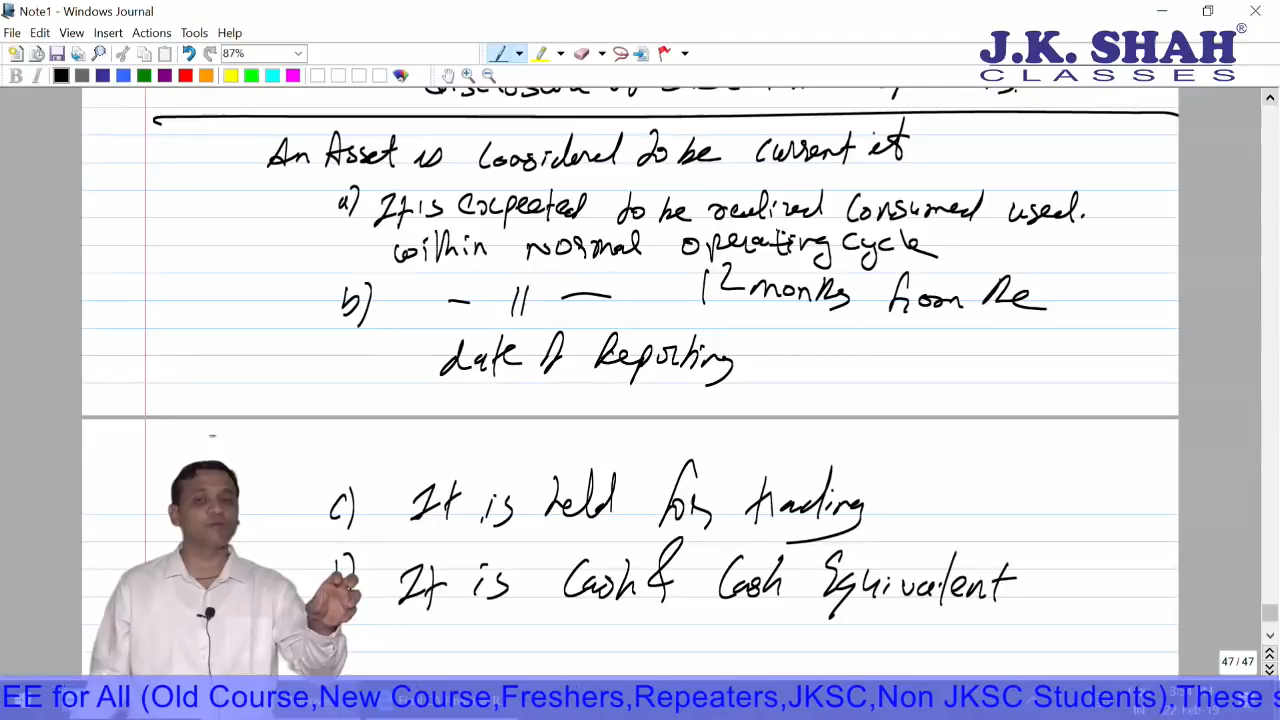 Note1 - Windows Journal
File Edit View Insert Actions Tools Help
87%
J.K. SHAH®
CLASSES
An Asset is Considered to be current if
a) It is expected to be realized Consumed used.
within normal operating cycle
b) — 〃 — 12 months from the
date of Reporting
c) It is held for trading
d) It is Cash & Cash Equivalent
47 / 47
EE for All (Old Course,New Course,Freshers,Repeaters,JKSC,Non JKSC Students),These s